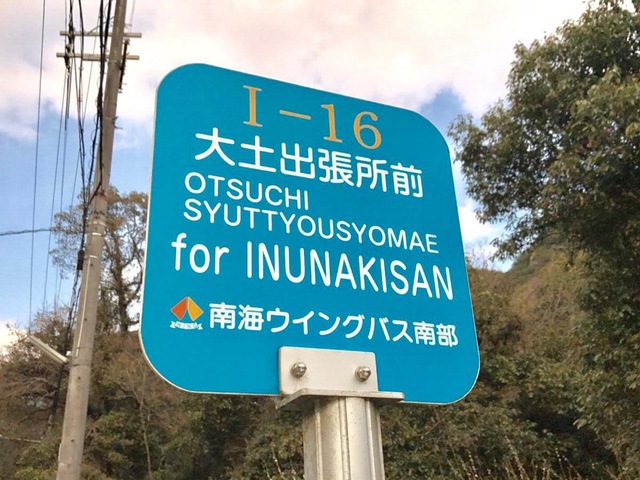 I-16
大土出張所前
OTSUCHI
SYUTTYOUSYOMAE
for INUNAKISAN
南海ウイングバス南部